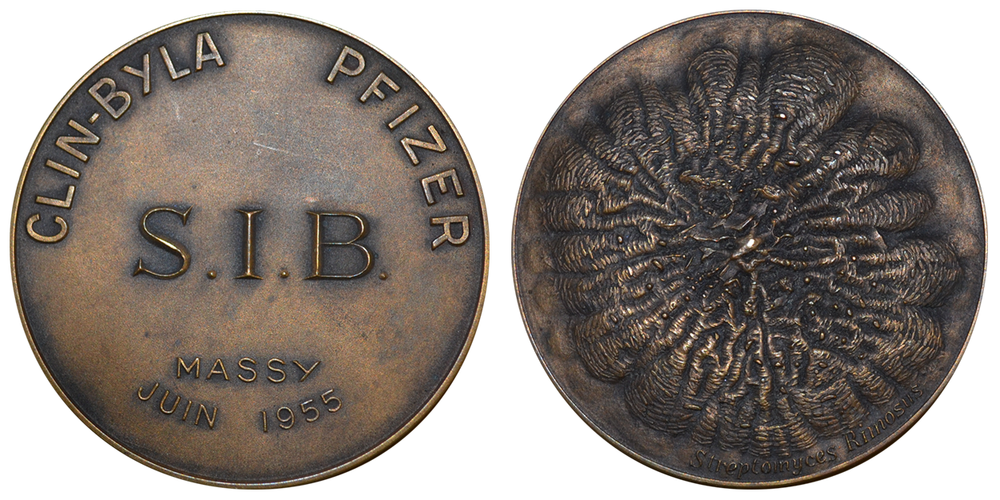 CLIN-BYLA PFIZER
S.I.B.
MASSY
JUIN 1955
Streptomyces Rimosus